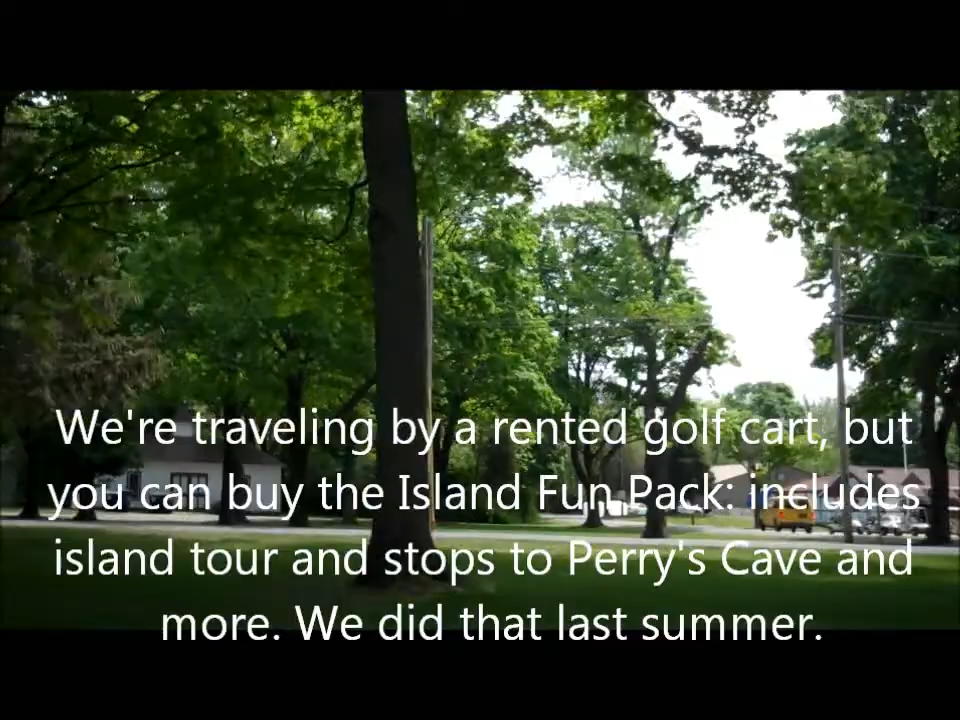 We're traveling by a rented golf cart, but
you can buy the Island Fun Pack: includes
island tour and stops to Perry's Cave and
more. We did that last summer.